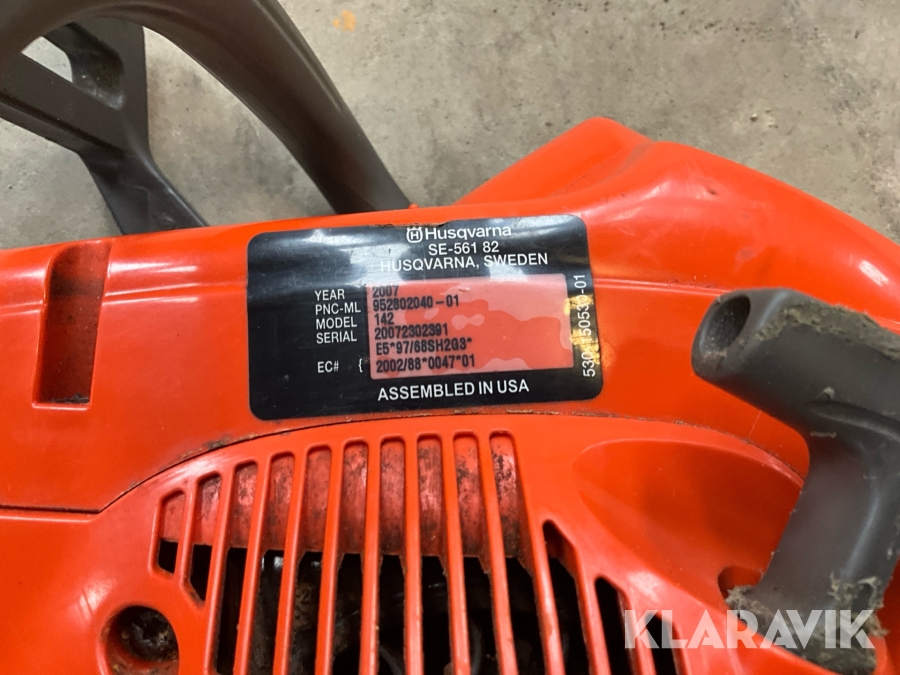 Husqvarna
SE-561 82
HUSQVARNA, SWEDEN
YEAR 2007
PNC-ML 952802040-01
MODEL 142
SERIAL 20072302391
E5*97/68SH2G3*
EC# { 2002/88*0047*01
ASSEMBLED IN USA
KLARAVIK